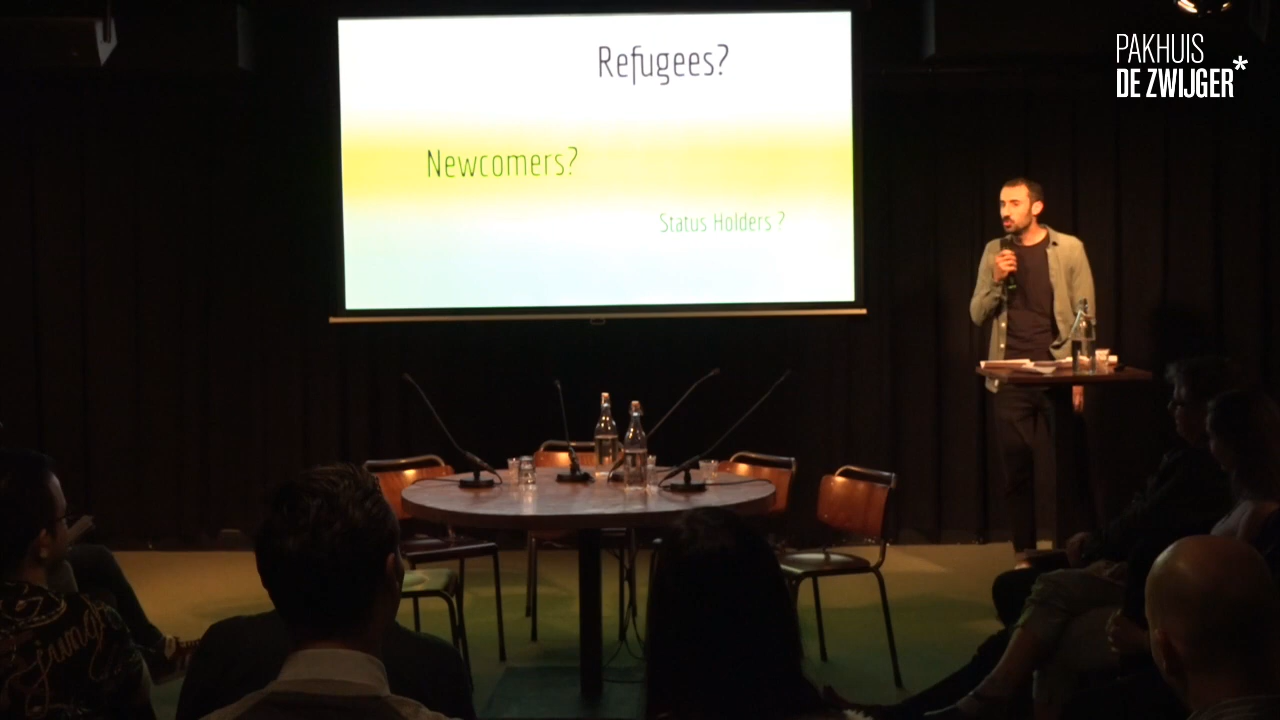 Refugees?
PAKHUIS
DE ZWIJGER*
Newcomers?
Status Holders ?